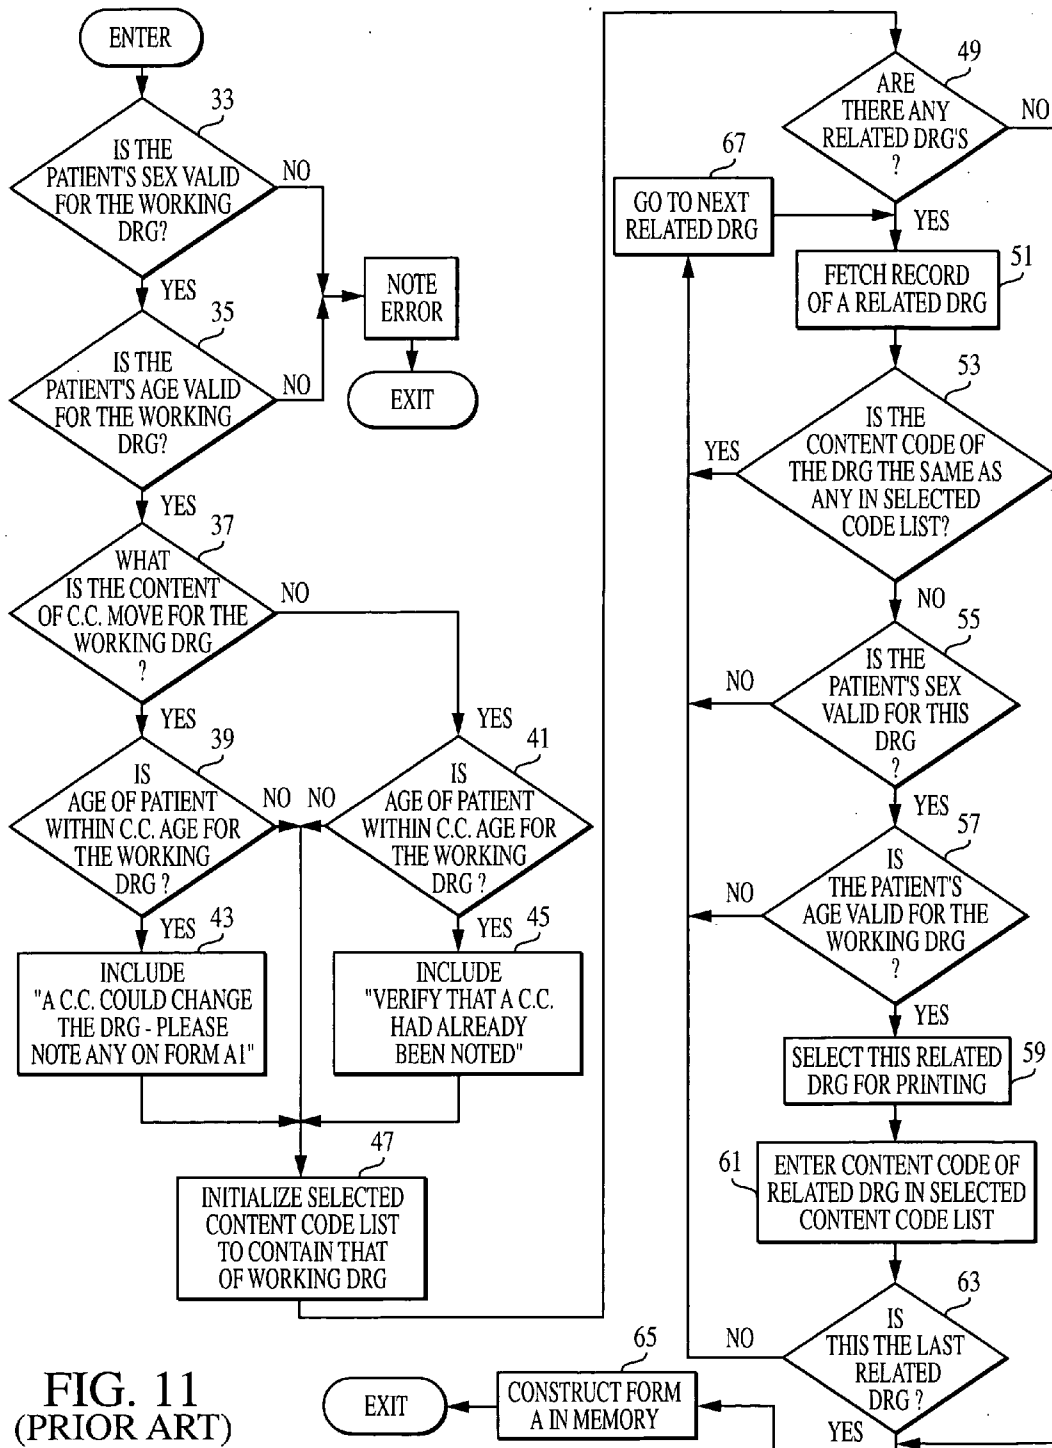 ENTER
33
IS THE
PATIENT'S SEX VALID
FOR THE WORKING
DRG?
NO
YES
35
IS THE
PATIENT'S AGE VALID
FOR THE WORKING
DRG?
NO
NOTE
ERROR
EXIT
YES
37
WHAT
IS THE CONTENT
OF C.C. MOVE FOR THE
WORKING DRG
?
NO
YES
39
IS
AGE OF PATIENT
WITHIN C.C. AGE FOR
THE WORKING
DRG ?
NO
YES
41
IS
AGE OF PATIENT
WITHIN C.C. AGE FOR
THE WORKING
DRG ?
NO
YES
43
INCLUDE
"A C.C. COULD CHANGE
THE DRG - PLEASE
NOTE ANY ON FORM A1"
YES
45
INCLUDE
"VERIFY THAT A C.C.
HAD ALREADY
BEEN NOTED"
47
INITIALIZE SELECTED
CONTENT CODE LIST
TO CONTAIN THAT
OF WORKING DRG
49
ARE
THERE ANY
RELATED DRG'S
?
NO
YES
67
GO TO NEXT
RELATED DRG
51
FETCH RECORD
OF A RELATED DRG
53
IS THE
CONTENT CODE OF
THE DRG THE SAME AS
ANY IN SELECTED
CODE LIST?
YES
NO
55
IS THE
PATIENT'S SEX
VALID FOR THIS
DRG
?
NO
YES
57
IS
THE PATIENT'S
AGE VALID FOR THE
WORKING DRG
?
NO
YES
SELECT THIS RELATED
DRG FOR PRINTING
59
61
ENTER CONTENT CODE OF
RELATED DRG IN SELECTED
CONTENT CODE LIST
63
IS
THIS THE LAST
RELATED
DRG ?
NO
YES
65
CONSTRUCT FORM
A IN MEMORY
EXIT
FIG. 11
(PRIOR ART)